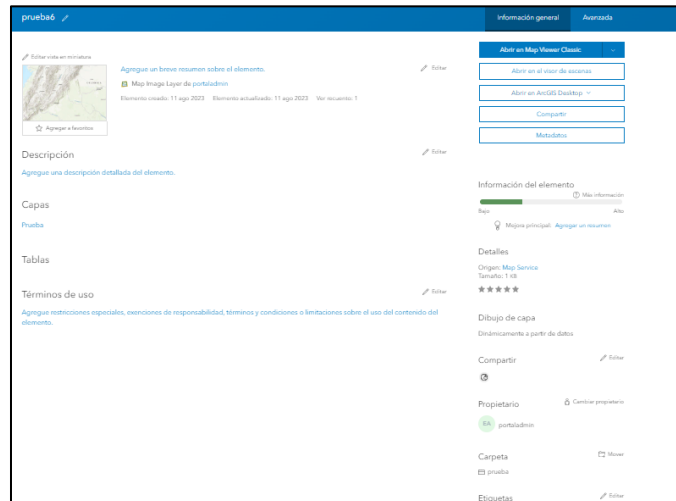 prueba6
Información general
Avanzada
Editar vista en miniatura
Agregar a favoritos
Agregue un breve resumen sobre el elemento.
Editar
Map Image Layer de portaladmin
Elemento creado: 11 ago 2023 Elemento actualizado: 11 ago 2023 Ver recuento: 1
Descripción
Editar
Agregue una descripción detallada del elemento.
Capas
Prueba
Tablas
Términos de uso
Editar
Agregue restricciones especiales, exenciones de responsabilidad, términos y condiciones o limitaciones sobre el uso del contenido del
elemento.
Abrir en Map Viewer Classic
Abrir en el visor de escenas
Abrir en ArcGIS Desktop
Compartir
Metadatos
Información del elemento
Más información
Bajo
Alto
Mejora principal: Agregar un resumen
Detalles
Origen: Map Service
Tamaño: 1 KB
Dibujo de capa
Dinámicamente a partir de datos
Compartir
Editar
Propietario
Cambiar propietario
EA
portaladmin
Carpeta
Mover
prueba
Etiquetas
Editar